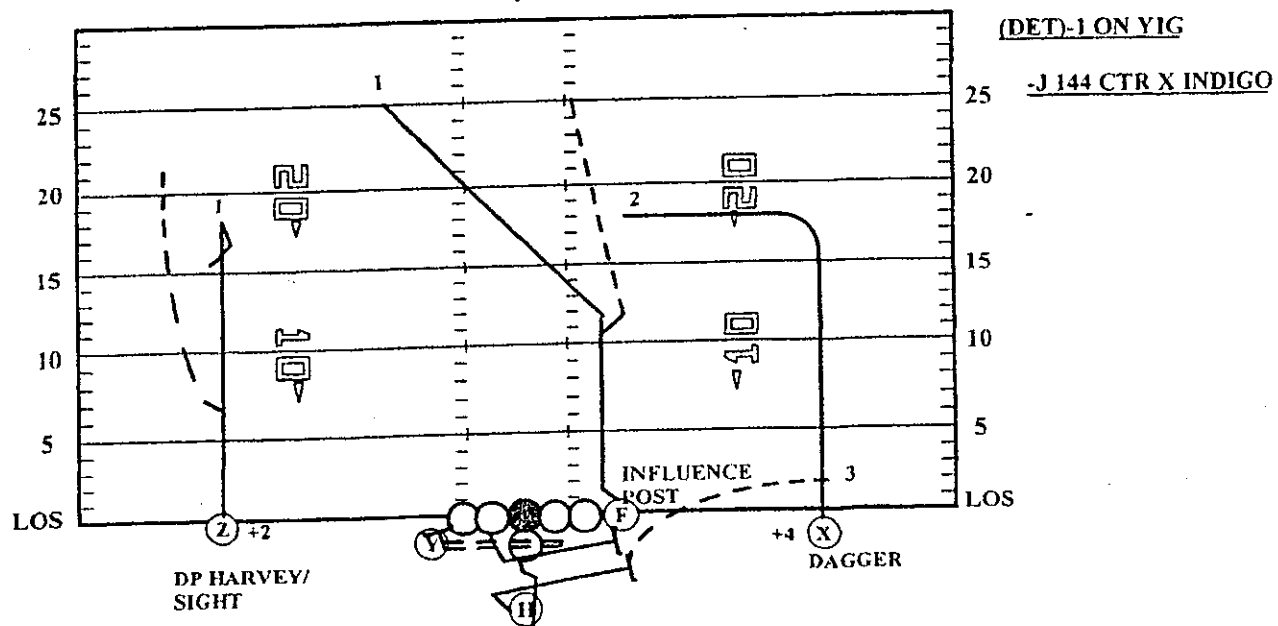 (DET)-1 ON YIG
-J 144 CTR X INDIGO
1
25 25
20 20 20 20
1 2
15 15
10 10 10 10
5 5
INFLUENCE
POST
3
LOS LOS
Z +2 F +4 X
Y
DAGGER
DP HARVEY/
SIGHT
H